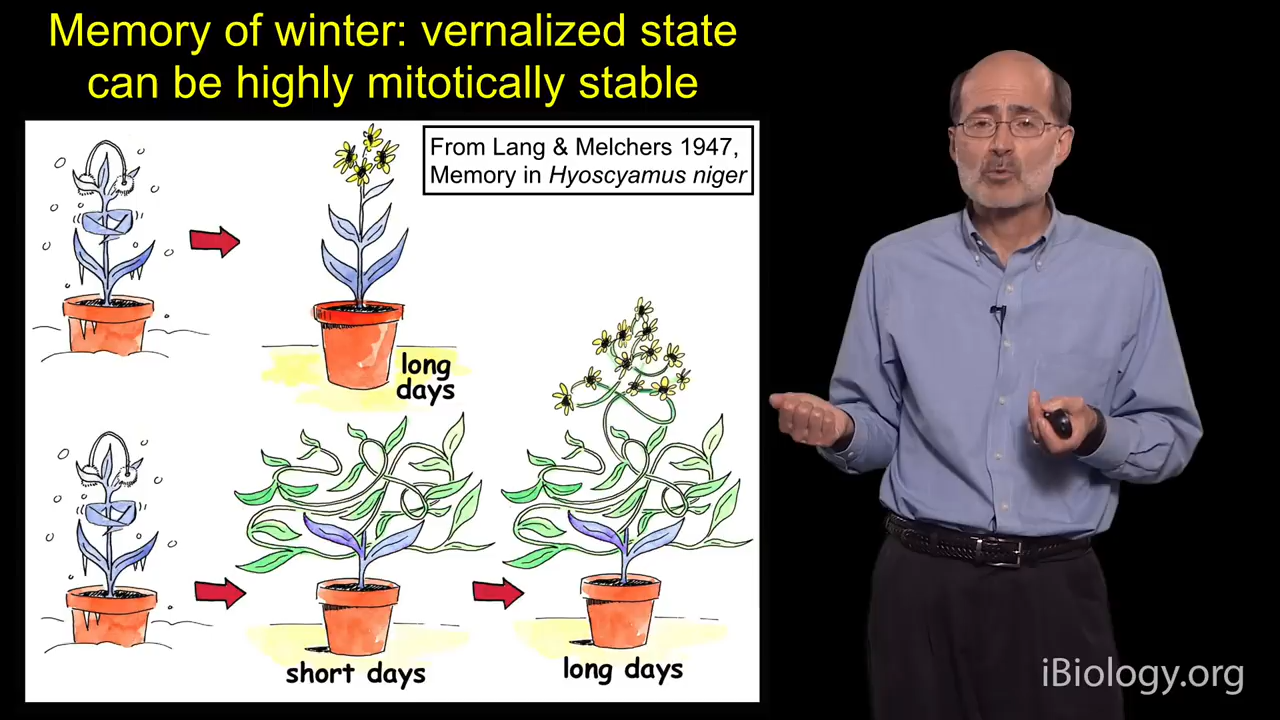 Memory of winter: vernalized state
can be highly mitotically stable
From Lang & Melchers 1947,
Memory in Hyoscyamus niger
long
days
short days
long days
iBiology.org